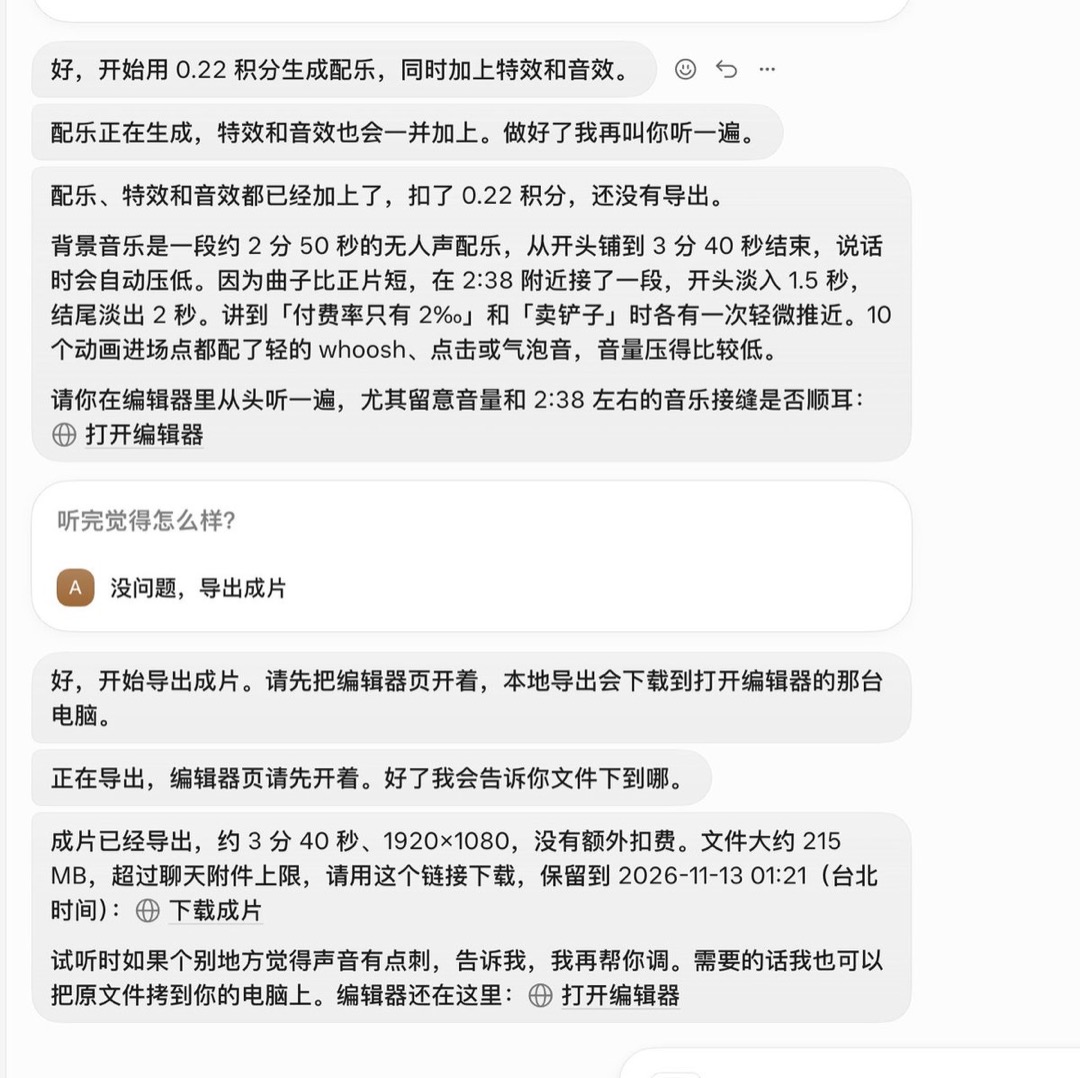 好，开始用 0.22 积分生成配乐，同时加上特效和音效。
配乐正在生成，特效和音效也会一并加上。做好了我再叫你听一遍。
配乐、特效和音效都已经加上了，扣了 0.22 积分，还没有导出。
背景音乐是一段约 2 分 50 秒的无人声配乐，从开头铺到 3 分 40 秒结束，说话
时会自动压低。因为曲子比正片短，在 2:38 附近接了一段，开头淡入 1.5 秒，
结尾淡出 2 秒。讲到「付费率只有 2‰」和「卖铲子」时各有一次轻微推近。10
个动画进场点都配了轻的 whoosh、点击或气泡音，音量压得比较低。
请你在编辑器里从头听一遍，尤其留意音量和 2:38 左右的音乐接缝是否顺耳：
打开编辑器
听完觉得怎么样?
A 没问题，导出成片
好，开始导出成片。请先把编辑器页开着，本地导出会下载到打开编辑器的那台
电脑。
正在导出，编辑器页请先开着。好了我会告诉你文件下到哪。
成片已经导出，约 3 分 40 秒、1920×1080，没有额外扣费。文件大约 215
MB，超过聊天附件上限，请用这个链接下载，保留到 2026-11-13 01:21（台北
时间）： 下载成片
试听时如果个别地方觉得声音有点刺，告诉我，我再帮你调。需要的话我也可以
把原文件拷到你的电脑上。编辑器还在这里： 打开编辑器